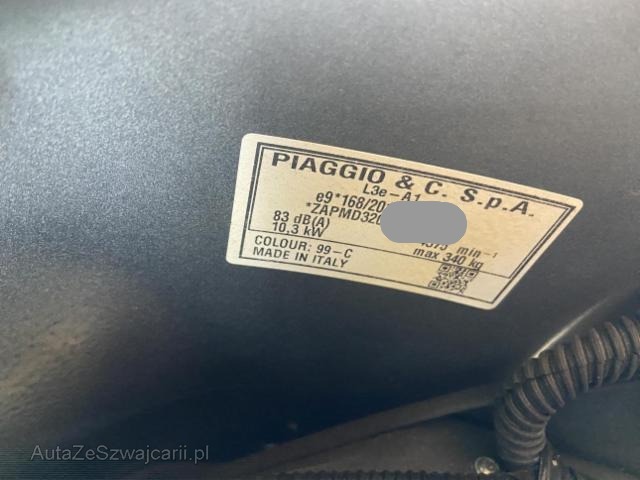 PIAGGIO & C. S.p.A.
L3e-A1
e9*168/20
*ZAPMD320
83 dB(A) 4375 min⁻¹
10,3 kW max 340 kg
COLOUR: 99-C
MADE IN ITALY
AutaZeSzwajcarii.pl